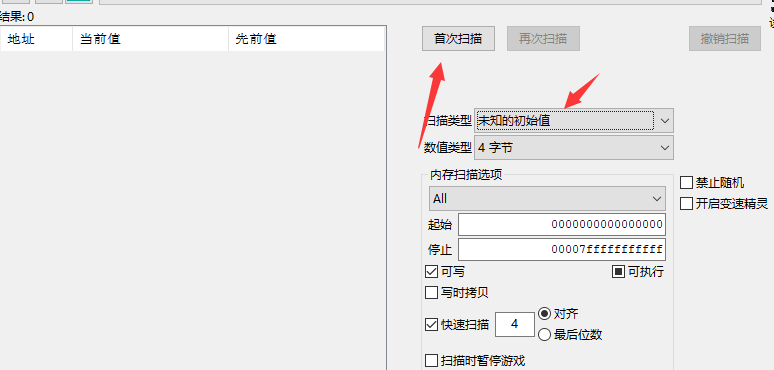 结果: 0
地址 当前值 先前值
首次扫描 再次扫描 撤销扫描
扫描类型 未知的初始值
数值类型 4 字节
内存扫描选项
All
禁止随机
开启变速精灵
起始 0000000000000000
停止 00007fffffffffff
可写 可执行
写时拷贝
快速扫描 4 对齐
最后位数
扫描时暂停游戏